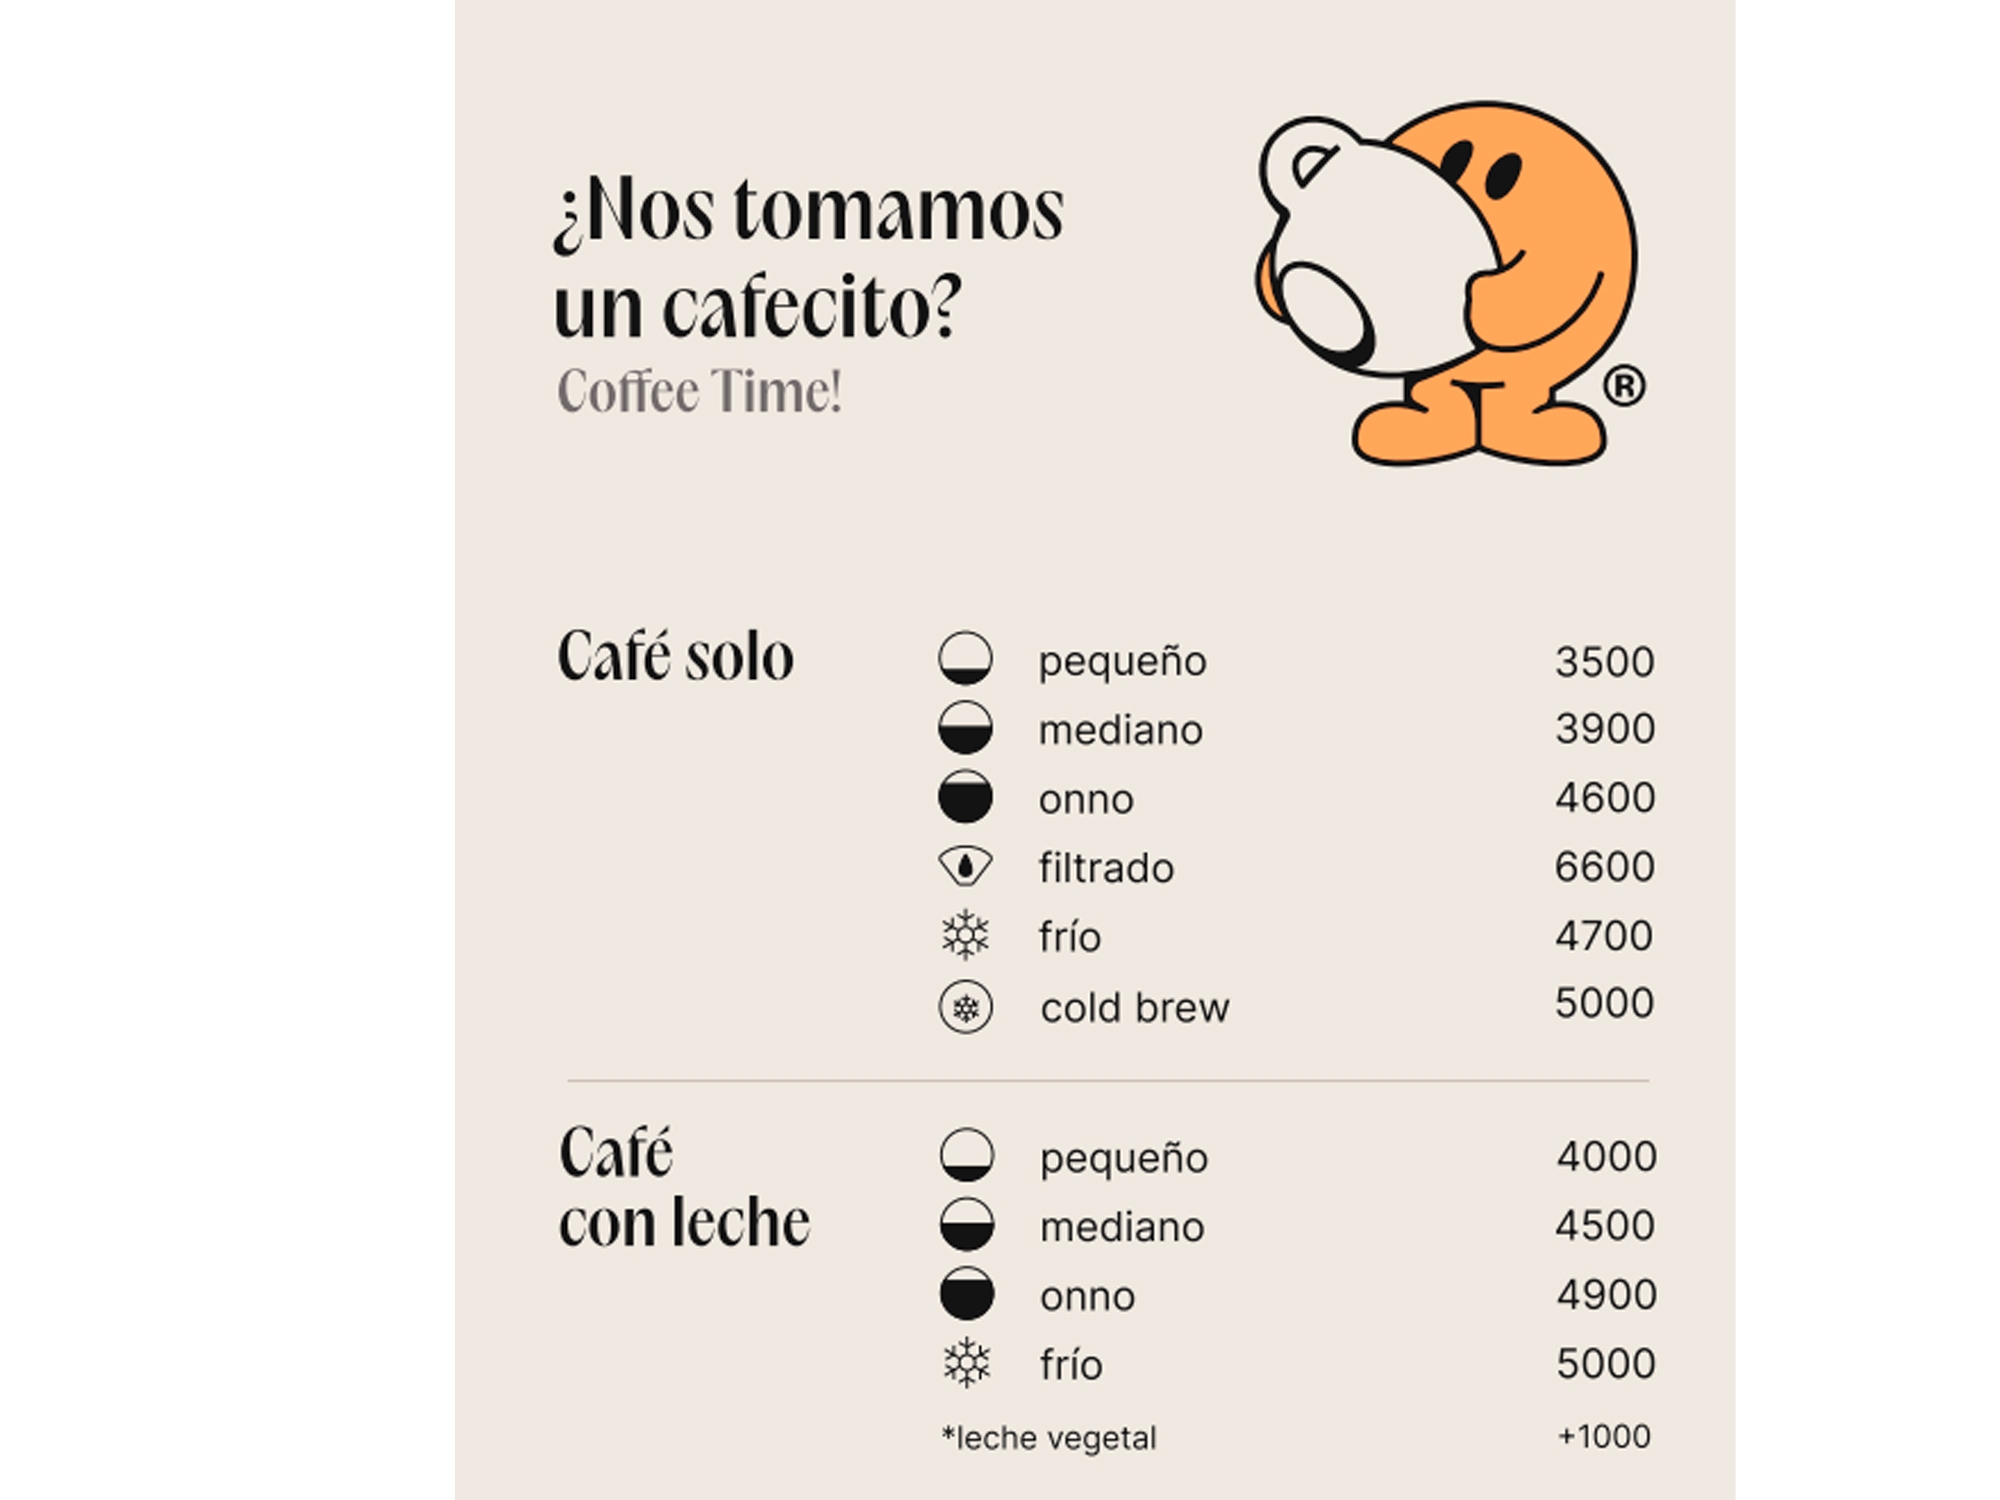 ¿Nos tomamos
un cafecito?
Coffee Time!
®
Café solo
pequeño 3500
mediano 3900
onno 4600
filtrado 6600
frío 4700
cold brew 5000
Café
con leche
pequeño 4000
mediano 4500
onno 4900
frío 5000
*leche vegetal +1000